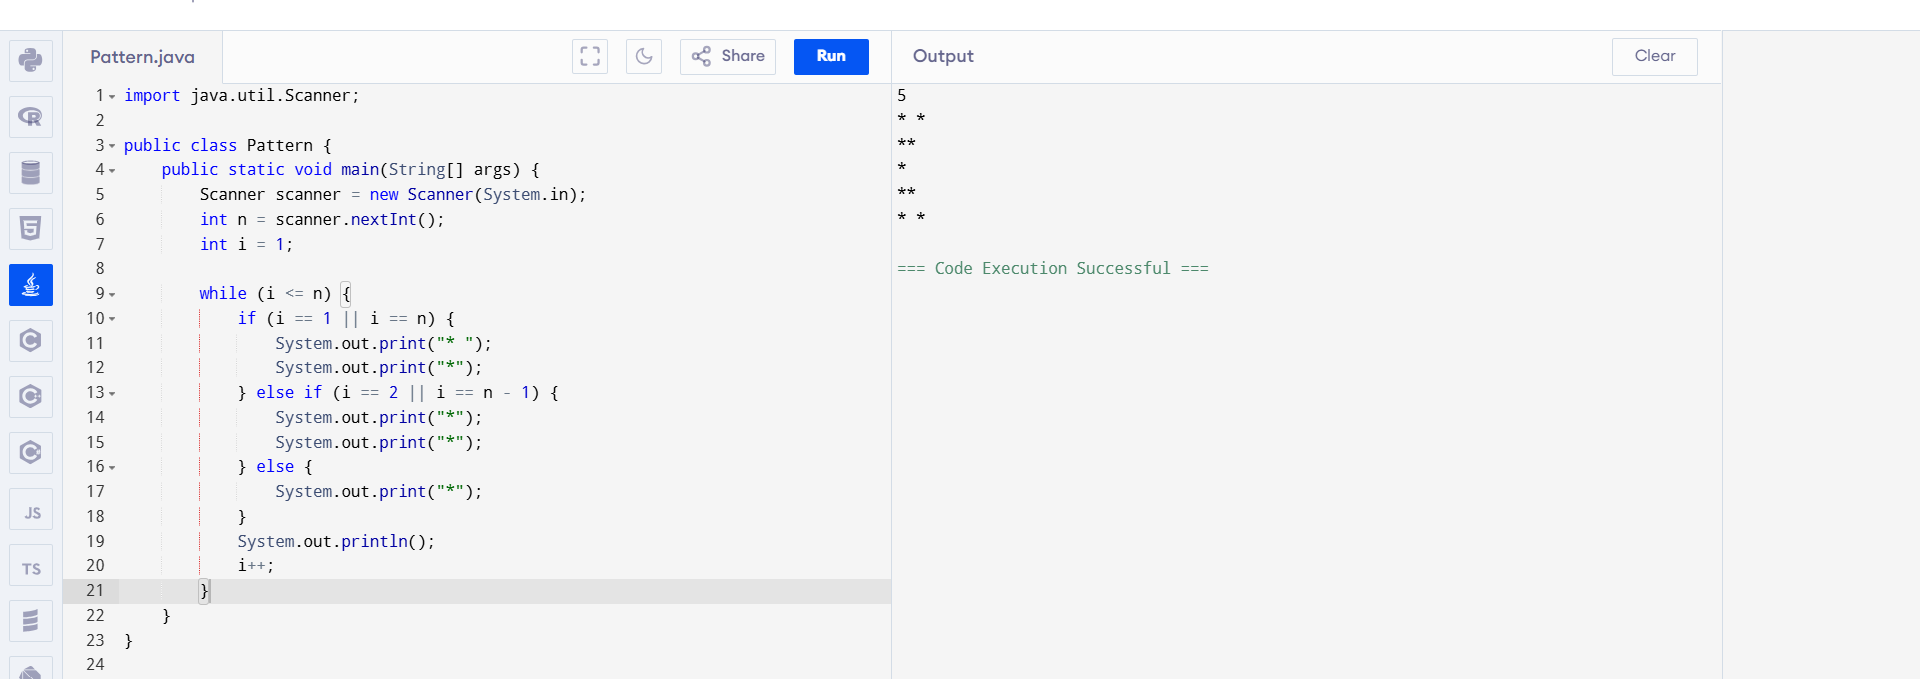 Pattern.java
Share
Run
Output
Clear
1 import java.util.Scanner;
2
3 public class Pattern {
4     public static void main(String[] args) {
5         Scanner scanner = new Scanner(System.in);
6         int n = scanner.nextInt();
7         int i = 1;
8
9         while (i <= n) {
10             if (i == 1 || i == n) {
11                 System.out.print("* ");
12                 System.out.print("*");
13             } else if (i == 2 || i == n - 1) {
14                 System.out.print("*");
15                 System.out.print("*");
16             } else {
17                 System.out.print("*");
18             }
19             System.out.println();
20             i++;
21         }
22     }
23 }
24
5
* *
**
*
**
* *
=== Code Execution Successful ===
JS
TS